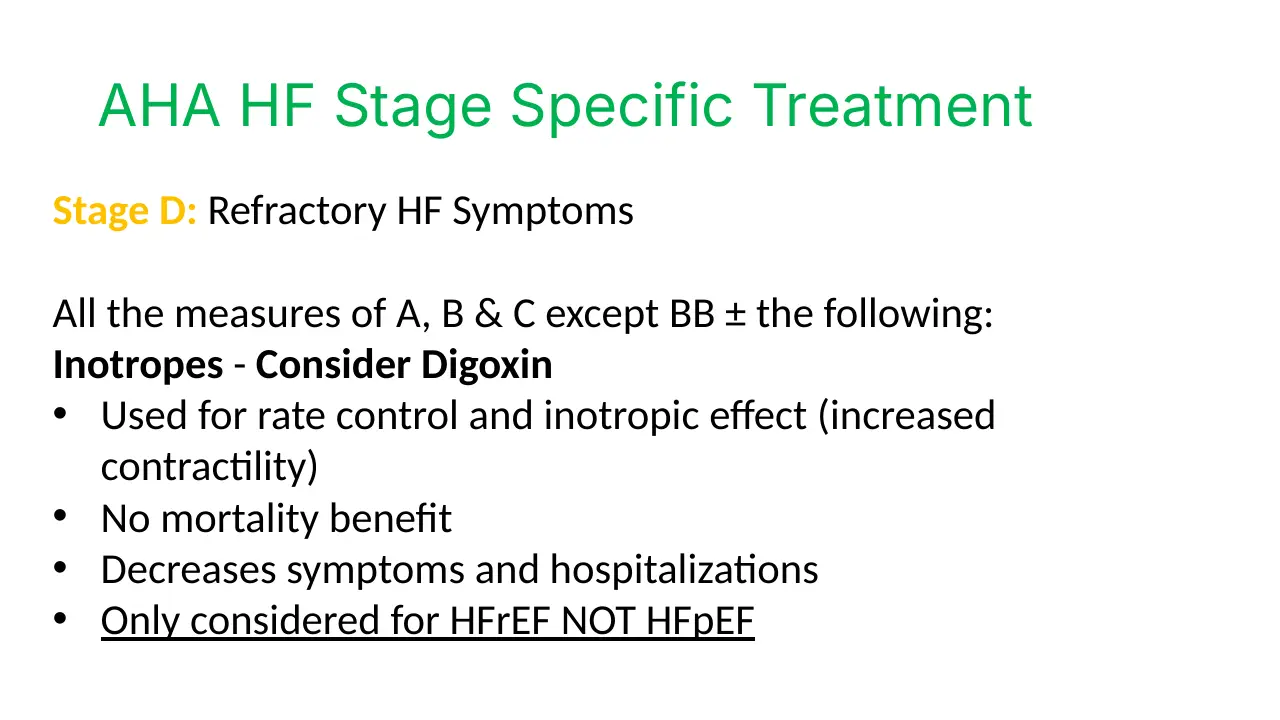 AHA HF Stage Specific Treatment
Stage D: Refractory HF Symptoms
All the measures of A, B & C except BB ± the following:
Inotropes - Consider Digoxin
• Used for rate control and inotropic effect (increased
contractility)
• No mortality benefit
• Decreases symptoms and hospitalizations
• Only considered for HFrEF NOT HFpEF